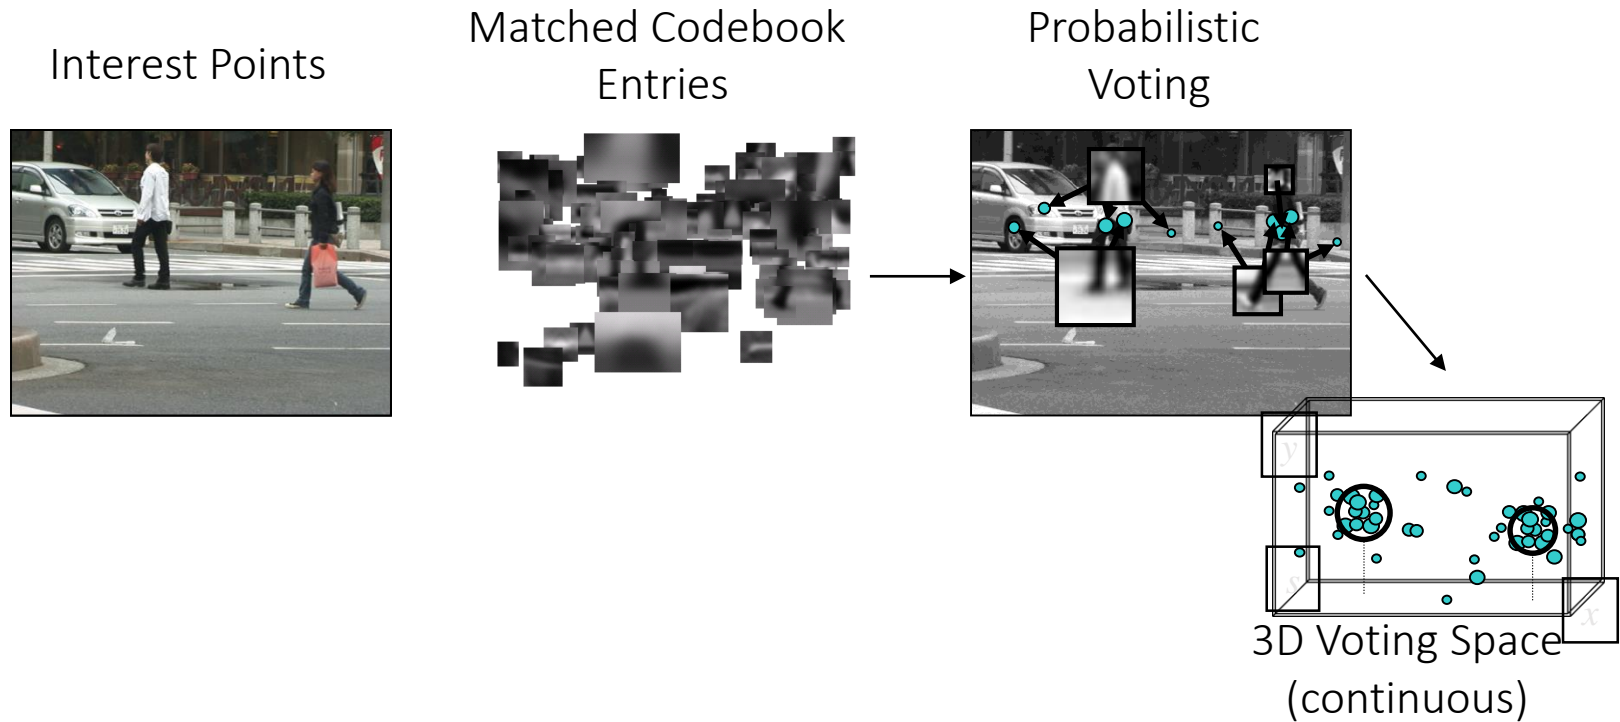 Interest Points
Matched Codebook
Entries
Probabilistic
Voting
y
s
x
3D Voting Space
(continuous)